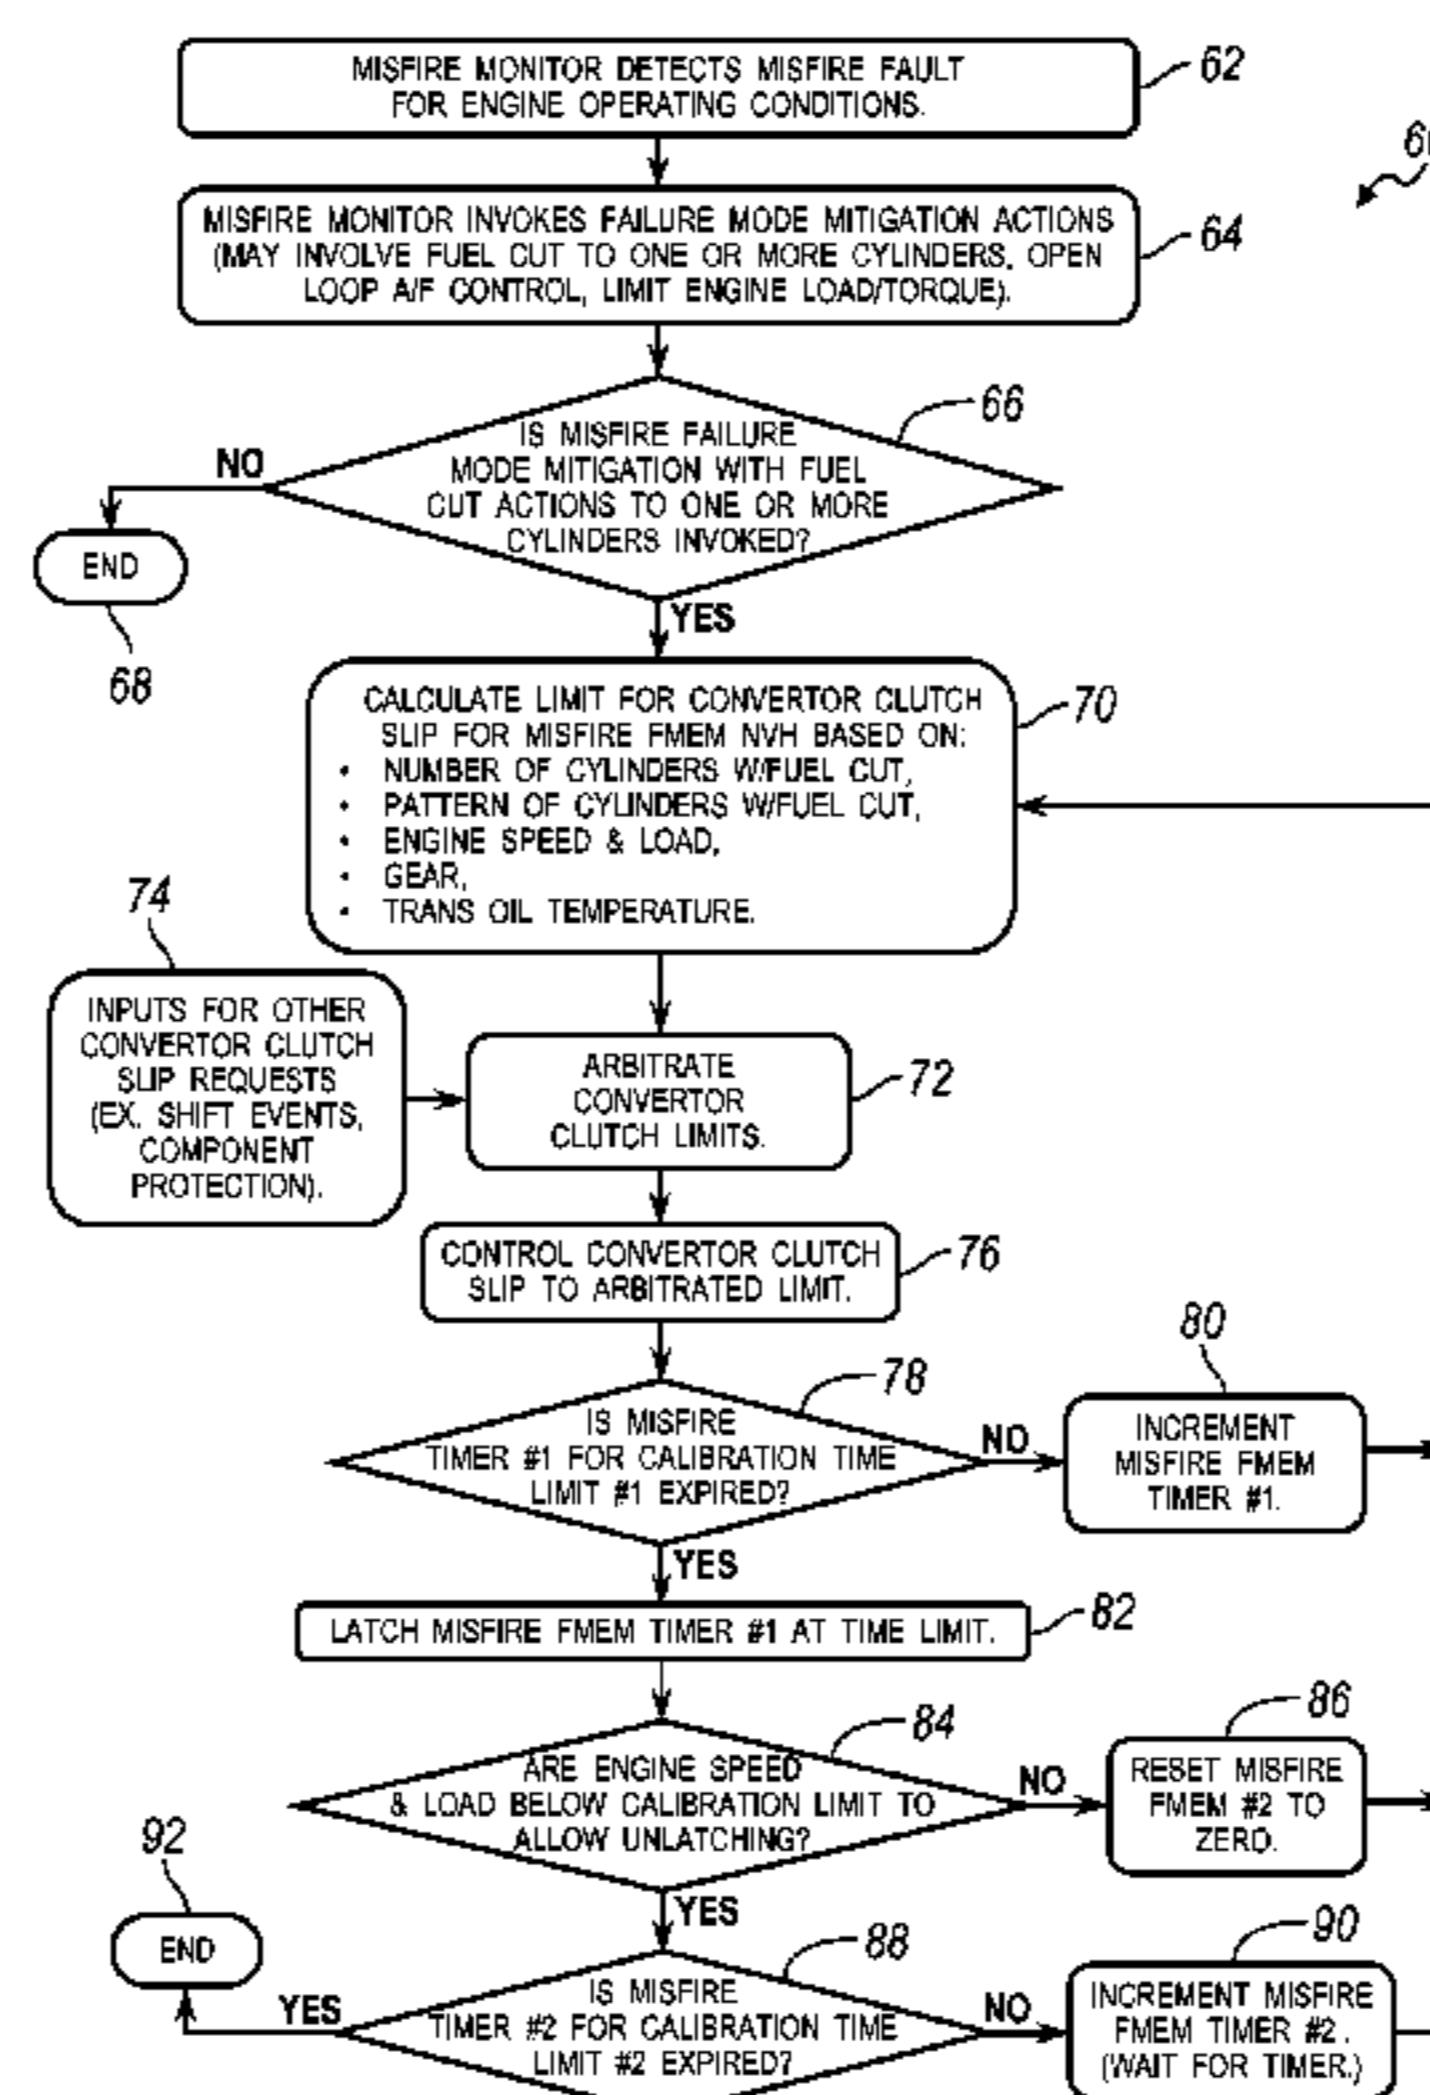 MISFIRE MONITOR DETECTS MISFIRE FAULT
FOR ENGINE OPERATING CONDITIONS.
62
MISFIRE MONITOR INVOKES FAILURE MODE MITIGATION ACTIONS
(MAY INVOLVE FUEL CUT TO ONE OR MORE CYLINDERS, OPEN
LOOP A/F CONTROL, LIMIT ENGINE LOAD/TORQUE).
64
IS MISFIRE FAILURE
MODE MITIGATION WITH FUEL
CUT ACTIONS TO ONE OR MORE
CYLINDERS INVOKED?
66
NO
END
68
YES
CALCULATE LIMIT FOR CONVERTOR CLUTCH
SLIP FOR MISFIRE FMEM NVH BASED ON:
• NUMBER OF CYLINDERS W/FUEL CUT,
• PATTERN OF CYLINDERS W/FUEL CUT,
• ENGINE SPEED & LOAD,
• GEAR,
• TRANS OIL TEMPERATURE.
70
74
INPUTS FOR OTHER
CONVERTOR CLUTCH
SLIP REQUESTS
(EX. SHIFT EVENTS,
COMPONENT
PROTECTION).
ARBITRATE
CONVERTOR
CLUTCH LIMITS.
72
CONTROL CONVERTOR CLUTCH
SLIP TO ARBITRATED LIMIT.
76
IS MISFIRE
TIMER #1 FOR CALIBRATION TIME
LIMIT #1 EXPIRED?
78
NO
80
INCREMENT
MISFIRE FMEM
TIMER #1.
YES
LATCH MISFIRE FMEM TIMER #1 AT TIME LIMIT.
82
ARE ENGINE SPEED
& LOAD BELOW CALIBRATION LIMIT TO
ALLOW UNLATCHING?
84
NO
86
RESET MISFIRE
FMEM #2 TO
ZERO.
YES
92
END
YES
IS MISFIRE
TIMER #2 FOR CALIBRATION TIME
LIMIT #2 EXPIRED?
88
NO
90
INCREMENT MISFIRE
FMEM TIMER #2.
(WAIT FOR TIMER.)